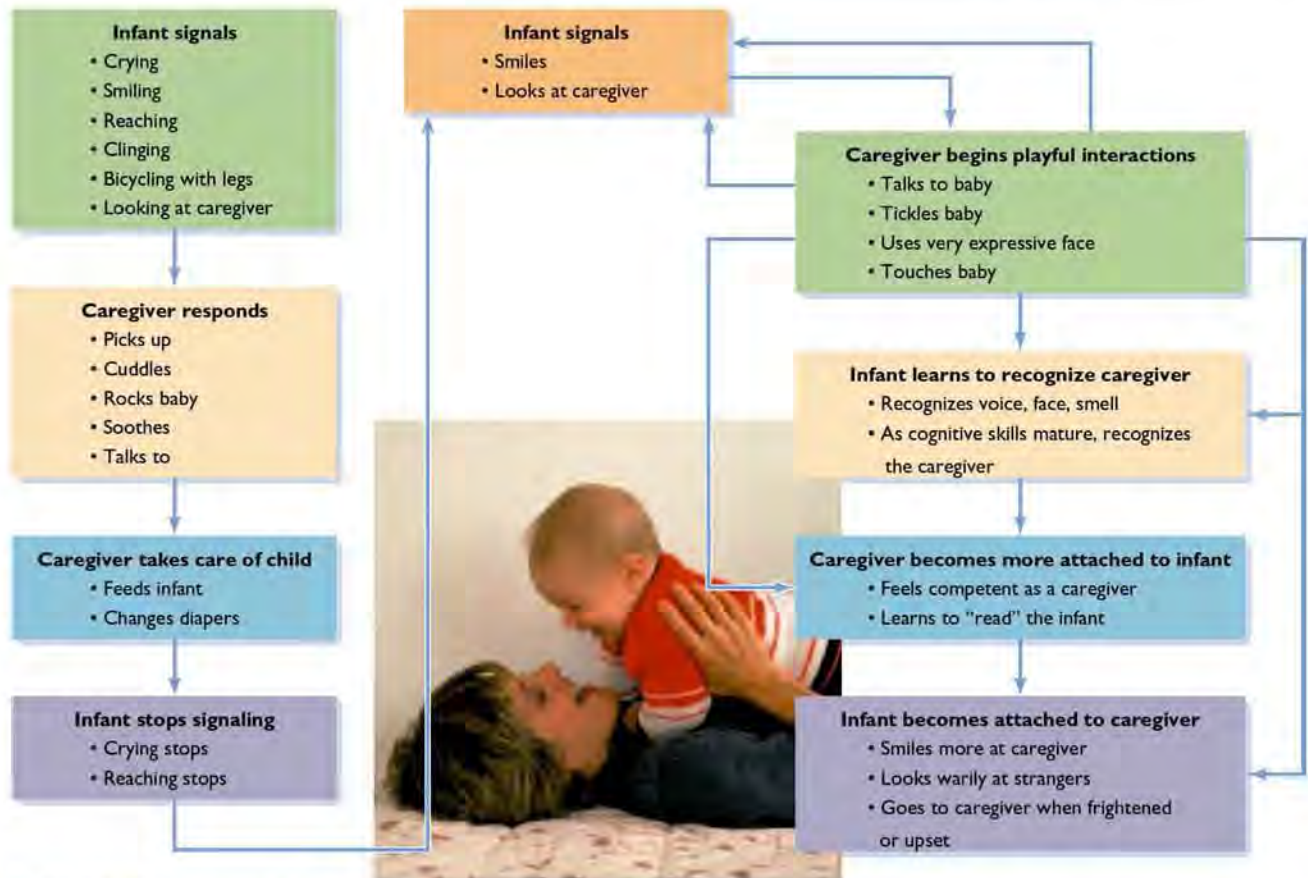 Infant signals
• Crying
• Smiling
• Reaching
• Clinging
• Bicycling with legs
• Looking at caregiver
Caregiver responds
• Picks up
• Cuddles
• Rocks baby
• Soothes
• Talks to
Caregiver takes care of child
• Feeds infant
• Changes diapers
Infant stops signaling
• Crying stops
• Reaching stops
Infant signals
• Smiles
• Looks at caregiver
Caregiver begins playful interactions
• Talks to baby
• Tickles baby
• Uses very expressive face
• Touches baby
Infant learns to recognize caregiver
• Recognizes voice, face, smell
• As cognitive skills mature, recognizes
the caregiver
Caregiver becomes more attached to infant
• Feels competent as a caregiver
• Learns to “read” the infant
Infant becomes attached to caregiver
• Smiles more at caregiver
• Looks warily at strangers
• Goes to caregiver when frightened
or upset